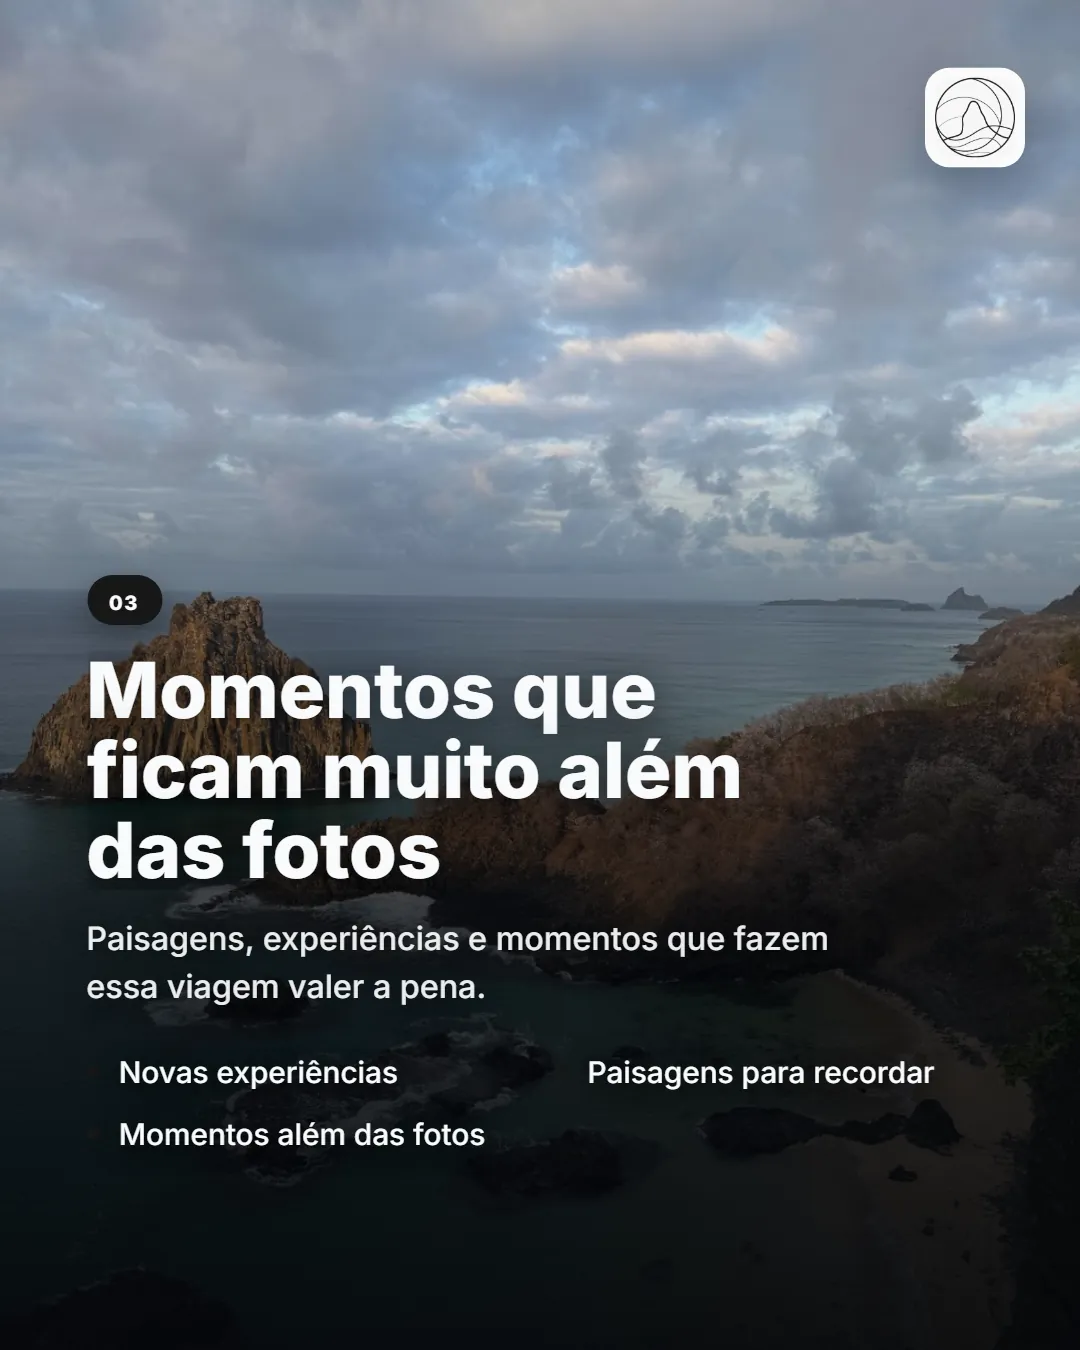 03
Momentos que
ficam muito além
das fotos
Paisagens, experiências e momentos que fazem
essa viagem valer a pena.
Novas experiências
Paisagens para recordar
Momentos além das fotos